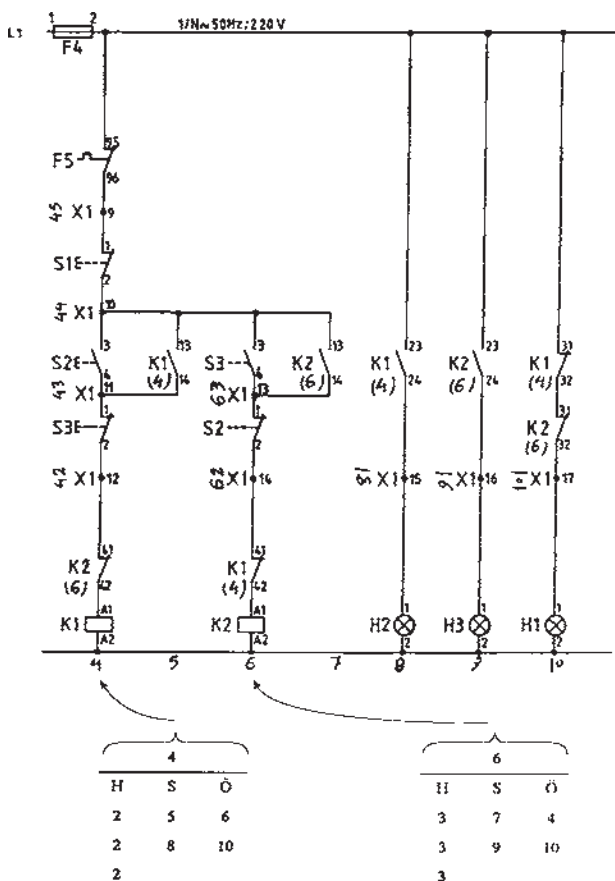 1 2 1/N~50Hz/220V
L1
F4
95
F5
96
45 X1 9
1
S1E
2
44 X1 10
3 13 3 13 23 23 31
S2E K1 S3 K2 K1 K2 K1
4 (4) 14 4 (6) 14 (4) 24 (6) 24 (4) 32
43 X1 11 63 X1 13
1 1 31
S3E S2 K2
2 2 (6) 32
42 X1 12 62 X1 14 81 X1 15 91 X1 16 101 X1 17
41 41
K2 K1
(6) 42 (4) 42
A1 A1 1 1 1
K1 K2 H2 H3 H1
A2 A2 2 2 2
4 5 6 7 8 9 10
4 6
H S Ö H S Ö
2 5 6 3 7 4
2 8 10 3 9 10
2 3